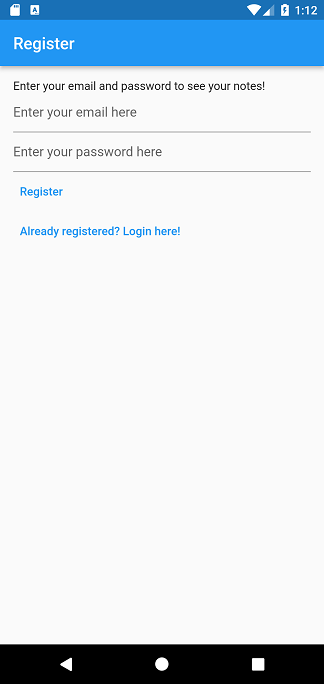 1:12
Register
Enter your email and password to see your notes!
Enter your email here
Enter your password here
Register
Already registered? Login here!